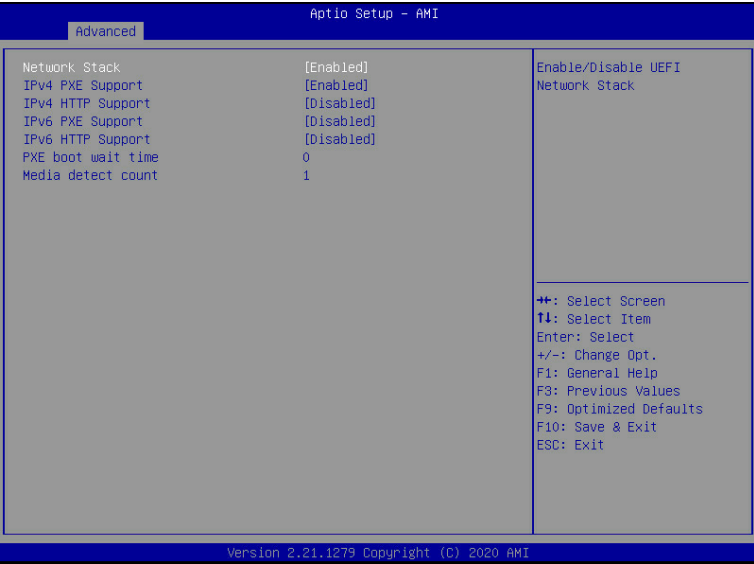 Aptio Setup – AMI
Advanced
Network Stack [Enabled]
IPv4 PXE Support [Enabled]
IPv4 HTTP Support [Disabled]
IPv6 PXE Support [Disabled]
IPv6 HTTP Support [Disabled]
PXE boot wait time 0
Media detect count 1
Enable/Disable UEFI
Network Stack
→←: Select Screen
↑↓: Select Item
Enter: Select
+/-: Change Opt.
F1: General Help
F3: Previous Values
F9: Optimized Defaults
F10: Save & Exit
ESC: Exit
Version 2.21.1279 Copyright (C) 2020 AMI